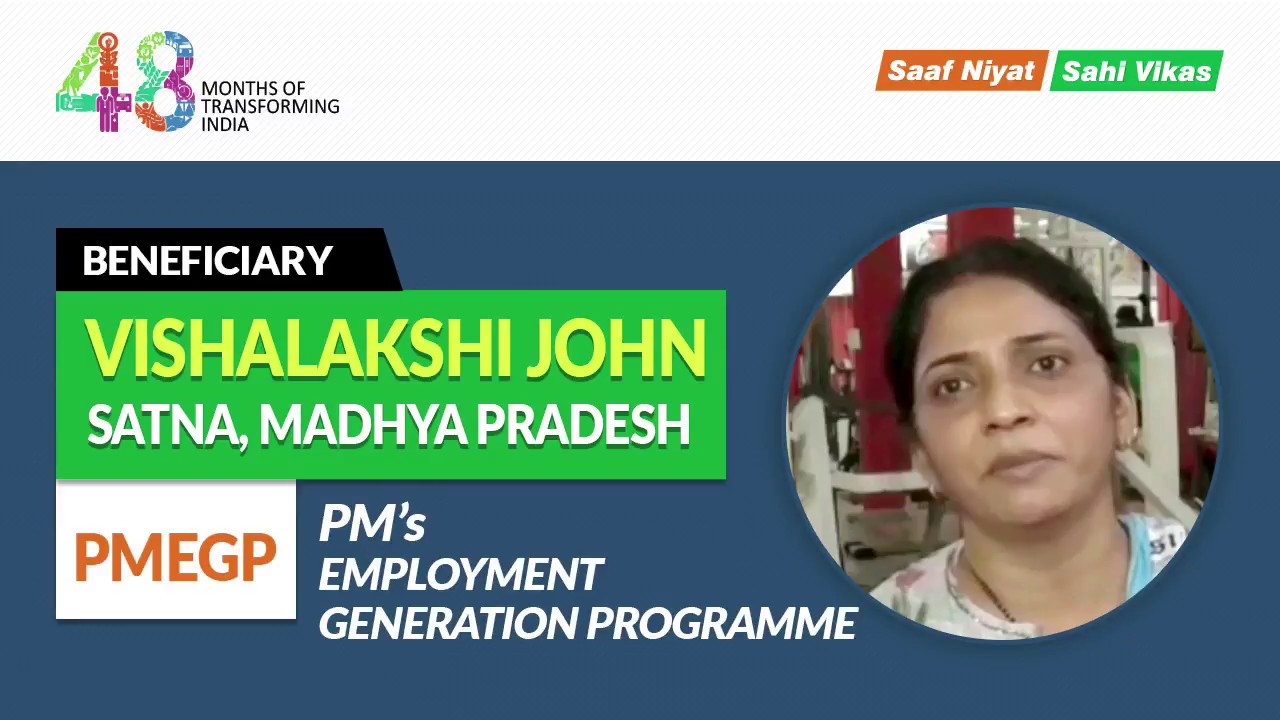 48
MONTHS OF
TRANSFORMING
INDIA
Saaf Niyat
Sahi Vikas
BENEFICIARY
VISHALAKSHI JOHN
SATNA, MADHYA PRADESH
PMEGP
PM's
EMPLOYMENT
GENERATION PROGRAMME